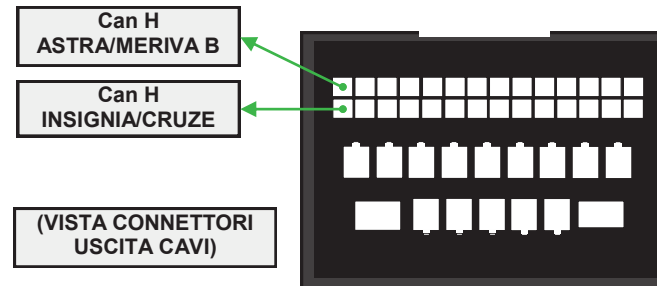 Can H
ASTRA/MERIVA B
Can H
INSIGNIA/CRUZE
(VISTA CONNETTORI
USCITA CAVI)